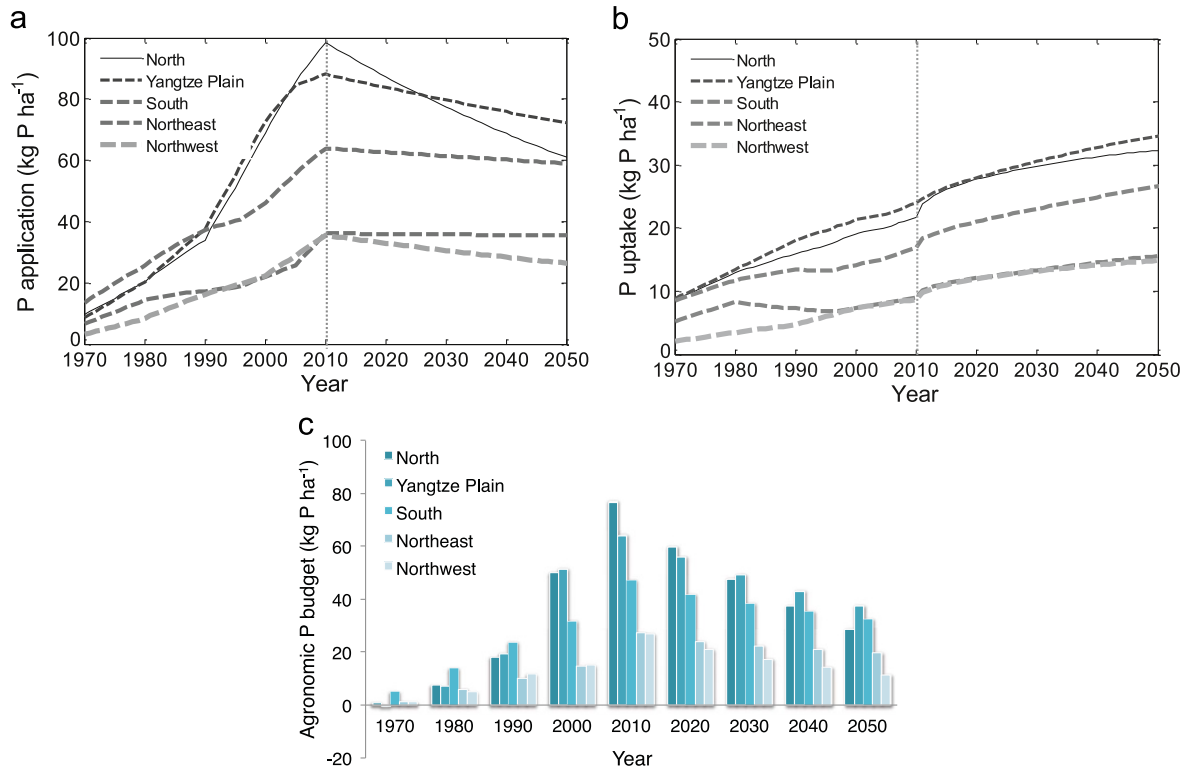 a
P application (kg P ha-1)
100
80
60
40
20
0
North
Yangtze Plain
South
Northeast
Northwest
1970 1980 1990 2000 2010 2020 2030 2040 2050
Year
b
P uptake (kg P ha-1)
50
40
30
20
10
0
North
Yangtze Plain
South
Northeast
Northwest
1970 1980 1990 2000 2010 2020 2030 2040 2050
Year
c
Agronomic P budget (kg P ha-1)
100
80
60
40
20
0
-20
North
Yangtze Plain
South
Northeast
Northwest
1970 1980 1990 2000 2010 2020 2030 2040 2050
Year